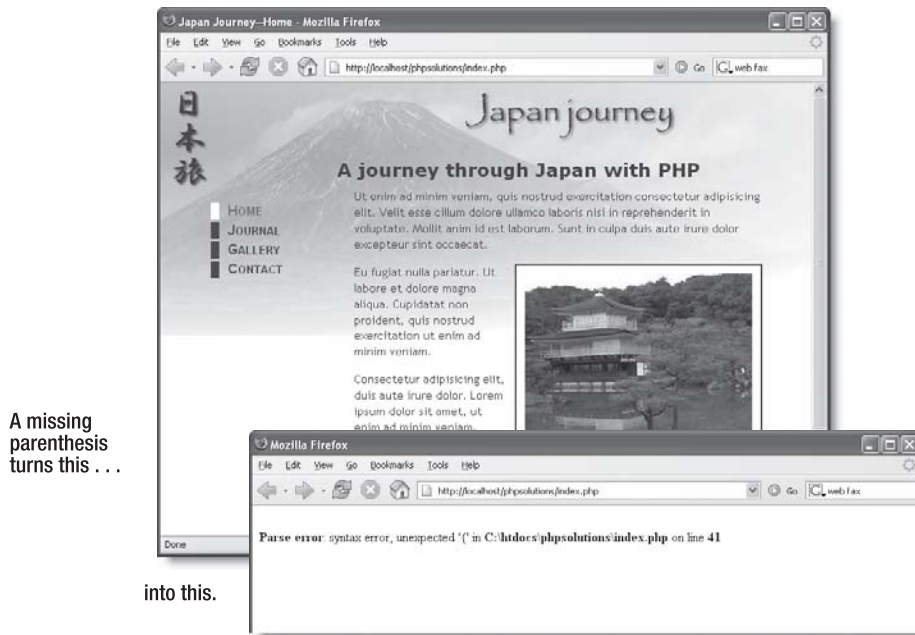 Japan Journey—Home - Mozilla Firefox
File Edit View Go Bookmarks Tools Help
http://localhost/phpsolutions/index.php Go G web fax
日本旅
Japan journey
A journey through Japan with PHP
Ut enim ad minim veniam, quis nostrud exercitation consectetur adipisicing
elit. Velit esse cillum dolore ullamco laboris nisi in reprehenderit in
voluptate. Mollit anim id est laborum. Sunt in culpa duis aute irure dolor
excepteur sint occaecat.
HOME
JOURNAL
GALLERY
CONTACT
Eu fugiat nulla pariatur. Ut
labore et dolore magna
aliqua. Cupidatat non
proident, quis nostrud
exercitation ut enim ad
minim veniam.
Consectetur adipisicing elit,
duis aute irure dolor. Lorem
ipsum dolor sit amet, ut
enim ad minim veniam,
A missing
parenthesis
turns this . . .
Done
Mozilla Firefox
File Edit View Go Bookmarks Tools Help
http://localhost/phpsolutions/index.php Go G web fax
Parse error: syntax error, unexpected '(' in C:\htdocs\phpsolutions\index.php on line 41
into this.